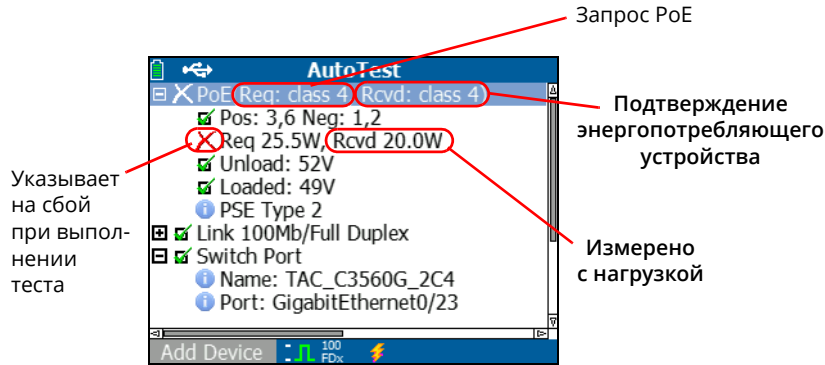 Запрос PoE
AutoTest
PoE Req: class 4 Rcvd: class 4
Pos: 3,6 Neg: 1,2
Req 25.5W, Rcvd 20.0W
Unload: 52V
Loaded: 49V
PSE Type 2
Link 100Mb/Full Duplex
Switch Port
Name: TAC_C3560G_2C4
Port: GigabitEthernet0/23
Add Device
100
FDx
Подтверждение
энергопотребляющего
устройства
Указывает
на сбой
при выпол-
нении
теста
Измерено
с нагрузкой